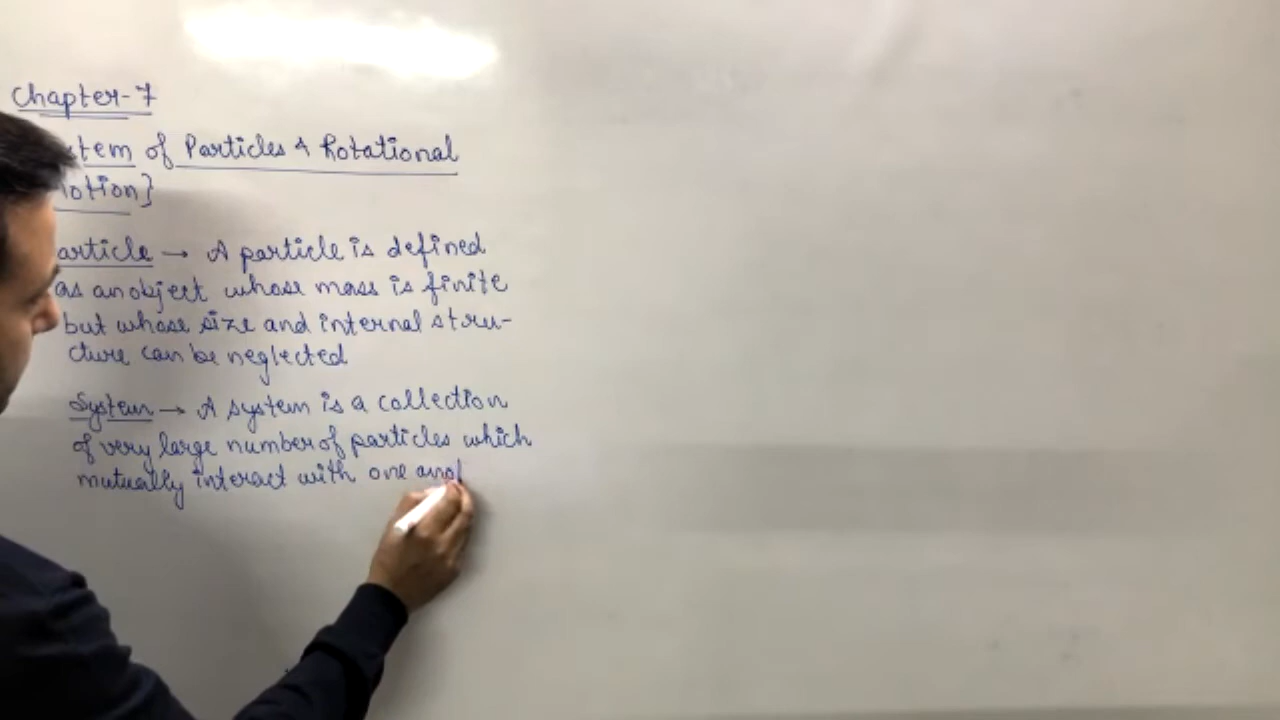 Chapter-7
tem of Particles & Rotational
otion}
article → A particle is defined
as an object whose mass is finite
but whose size and internal stru-
cture can be neglected
System → A system is a collection
of very large number of particles which
mutually interact with one anot